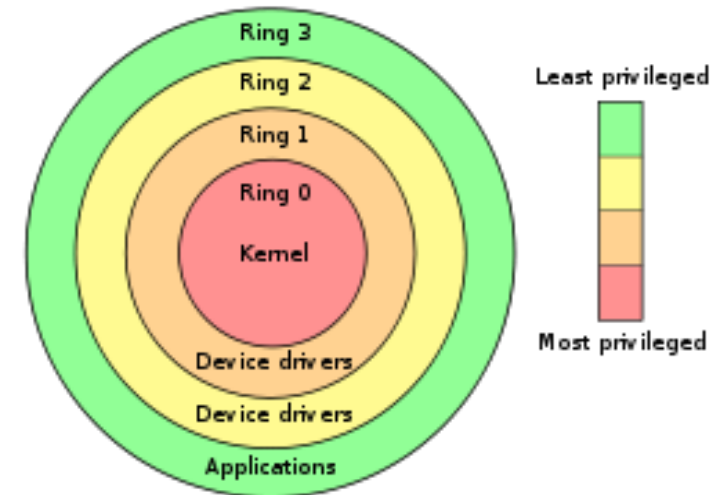 Ring 3
Ring 2
Ring 1
Ring 0
Kernel
Device drivers
Device drivers
Applications
Least privileged
Most privileged